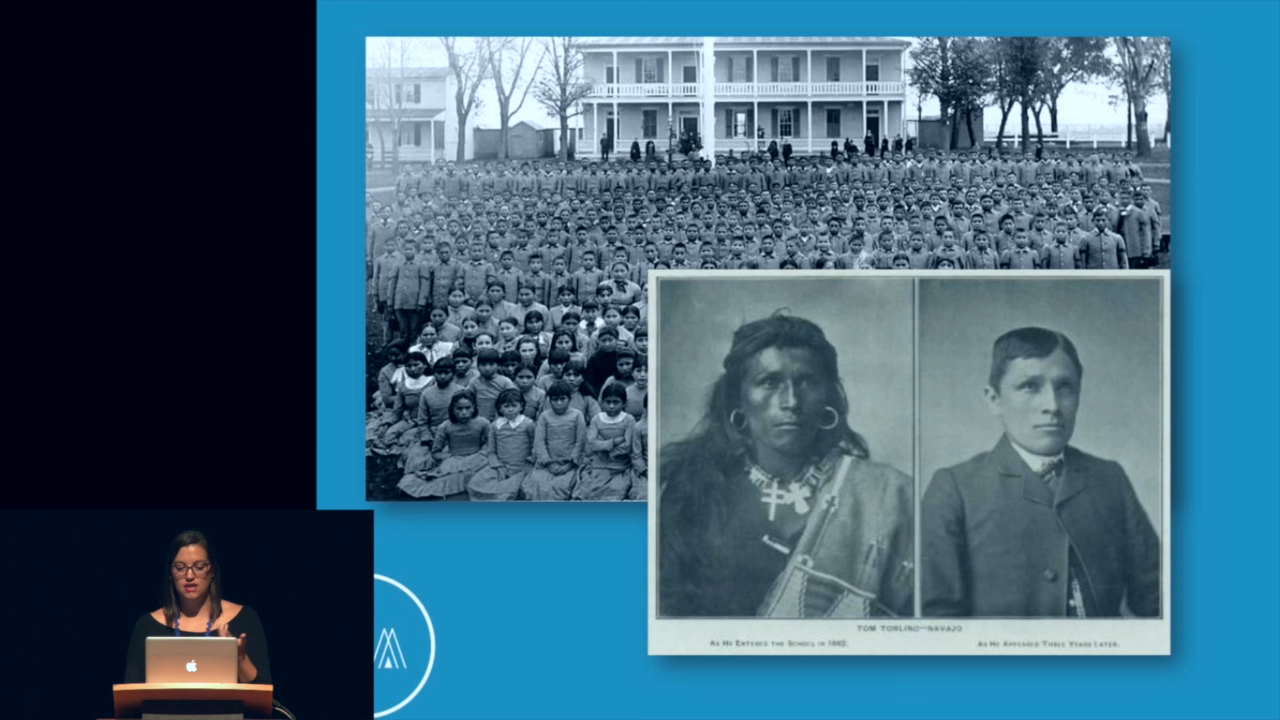 TOM TORLINO—NAVAJO
AS HE ENTERED THE SCHOOL IN 1882.
AS HE APPEARED THREE YEARS LATER.